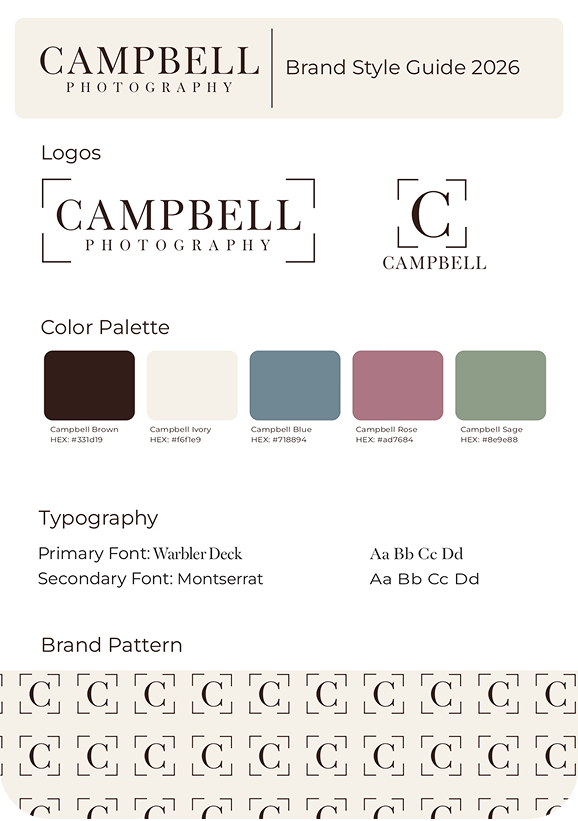 CAMPBELL
PHOTOGRAPHY
Brand Style Guide 2026
Logos
CAMPBELL
PHOTOGRAPHY
C
CAMPBELL
Color Palette
Campbell Brown
HEX: #331d19
Campbell Ivory
HEX: #f6f1e9
Campbell Blue
HEX: #718894
Campbell Rose
HEX: #ad7684
Campbell Sage
HEX: #8e9e88
Typography
Primary Font: Warbler Deck
Aa Bb Cc Dd
Secondary Font: Montserrat
Aa Bb Cc Dd
Brand Pattern
C C C C C C C C C C
C C C C C C C C C C
C C C C C C C C C C